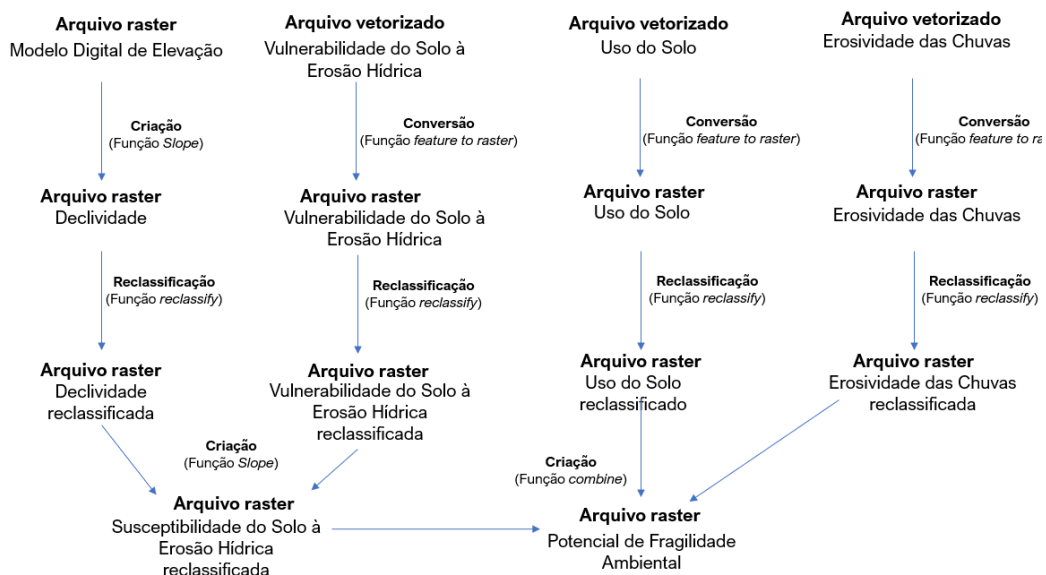 Arquivo raster
Modelo Digital de Elevação
Arquivo vetorizado
Vulnerabilidade do Solo à
Erosão Hídrica
Arquivo vetorizado
Uso do Solo
Arquivo vetorizado
Erosividade das Chuvas
Criação
(Função Slope)
Conversão
(Função feature to raster)
Conversão
(Função feature to raster)
Conversão
(Função feature to ra
Arquivo raster
Declividade
Arquivo raster
Vulnerabilidade do Solo à
Erosão Hídrica
Arquivo raster
Uso do Solo
Arquivo raster
Erosividade das Chuvas
Reclassificação
(Função reclassify)
Reclassificação
(Função reclassify)
Reclassificação
(Função reclassify)
Reclassificação
(Função reclassify)
Arquivo raster
Declividade
reclassificada
Arquivo raster
Vulnerabilidade do Solo à
Erosão Hídrica
reclassificada
Arquivo raster
Uso do Solo
reclassificado
Arquivo raster
Erosividade das Chuvas
reclassificada
Criação
(Função Slope)
Criação
(Função combine)
Arquivo raster
Susceptibilidade do Solo à
Erosão Hídrica
reclassificada
Arquivo raster
Potencial de Fragilidade
Ambiental